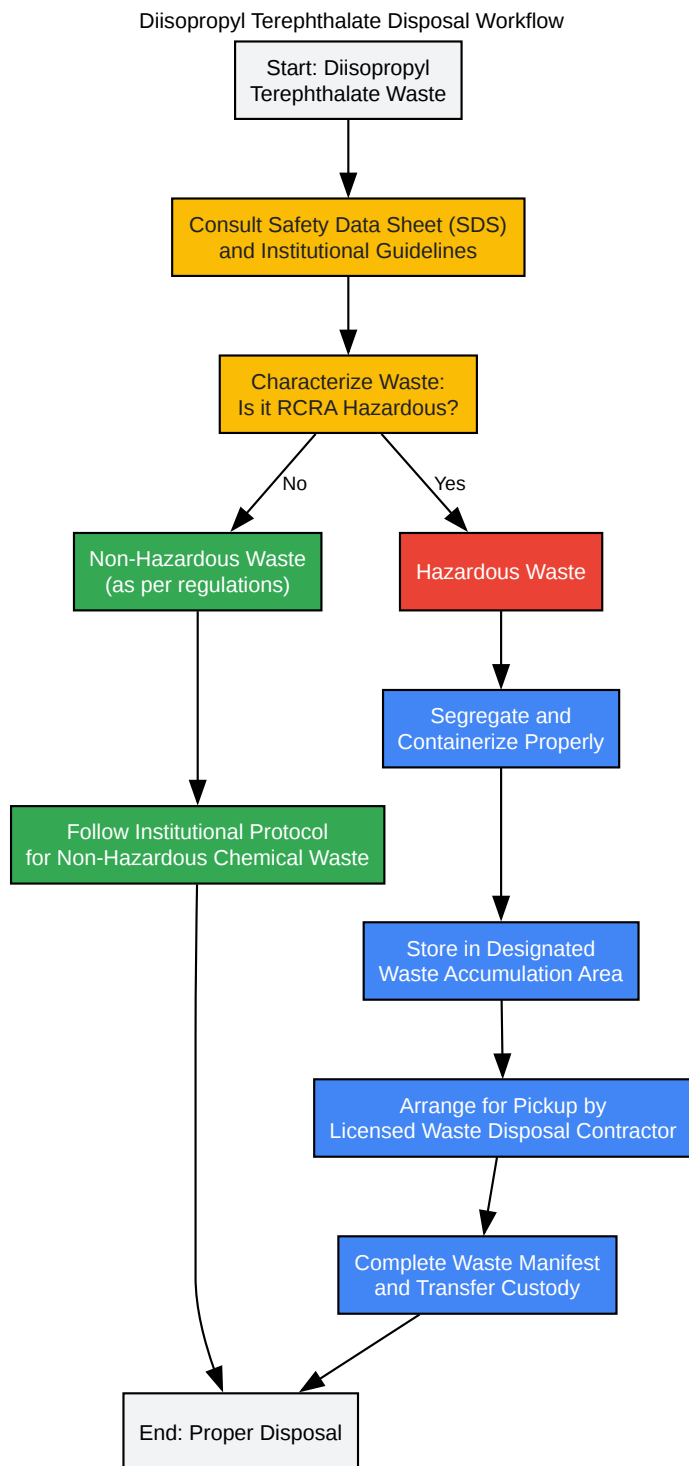 Diisopropyl Terephthalate Disposal Workflow
Start: Diisopropyl
Terephthalate Waste
Consult Safety Data Sheet (SDS)
and Institutional Guidelines
Characterize Waste:
Is it RCRA Hazardous?
No
Yes
Non-Hazardous Waste
(as per regulations)
Hazardous Waste
Segregate and
Containerize Properly
Follow Institutional Protocol
for Non-Hazardous Chemical Waste
Store in Designated
Waste Accumulation Area
Arrange for Pickup by
Licensed Waste Disposal Contractor
Complete Waste Manifest
and Transfer Custody
End: Proper Disposal